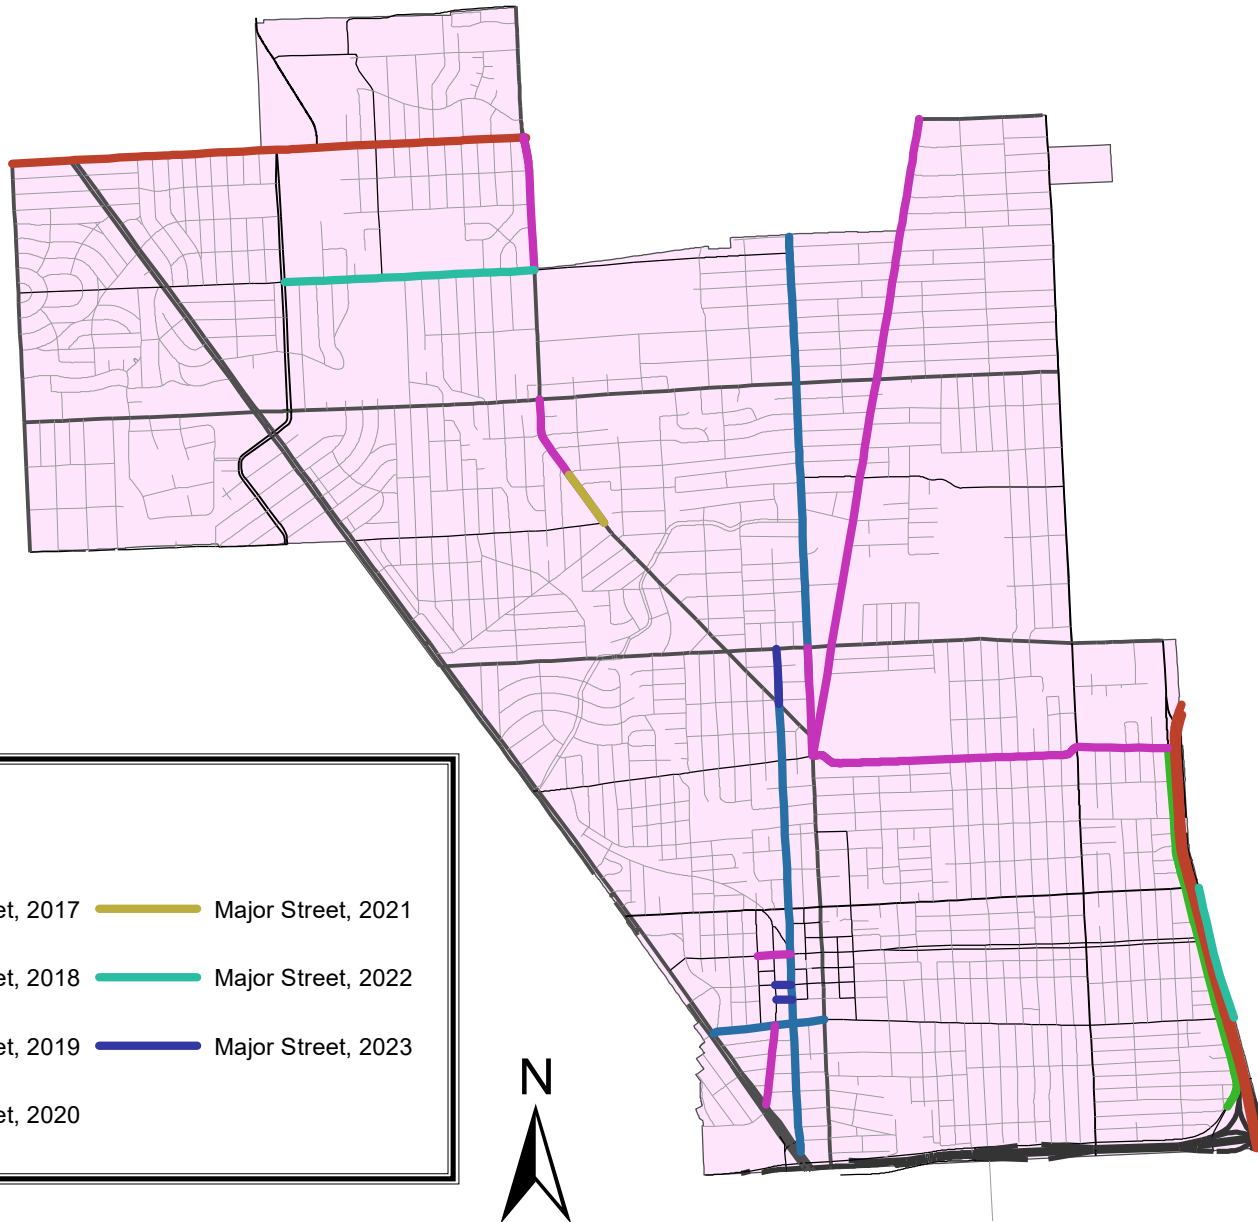 et, 2017 Major Street, 2021
et, 2018 Major Street, 2022
et, 2019 Major Street, 2023
et, 2020
N